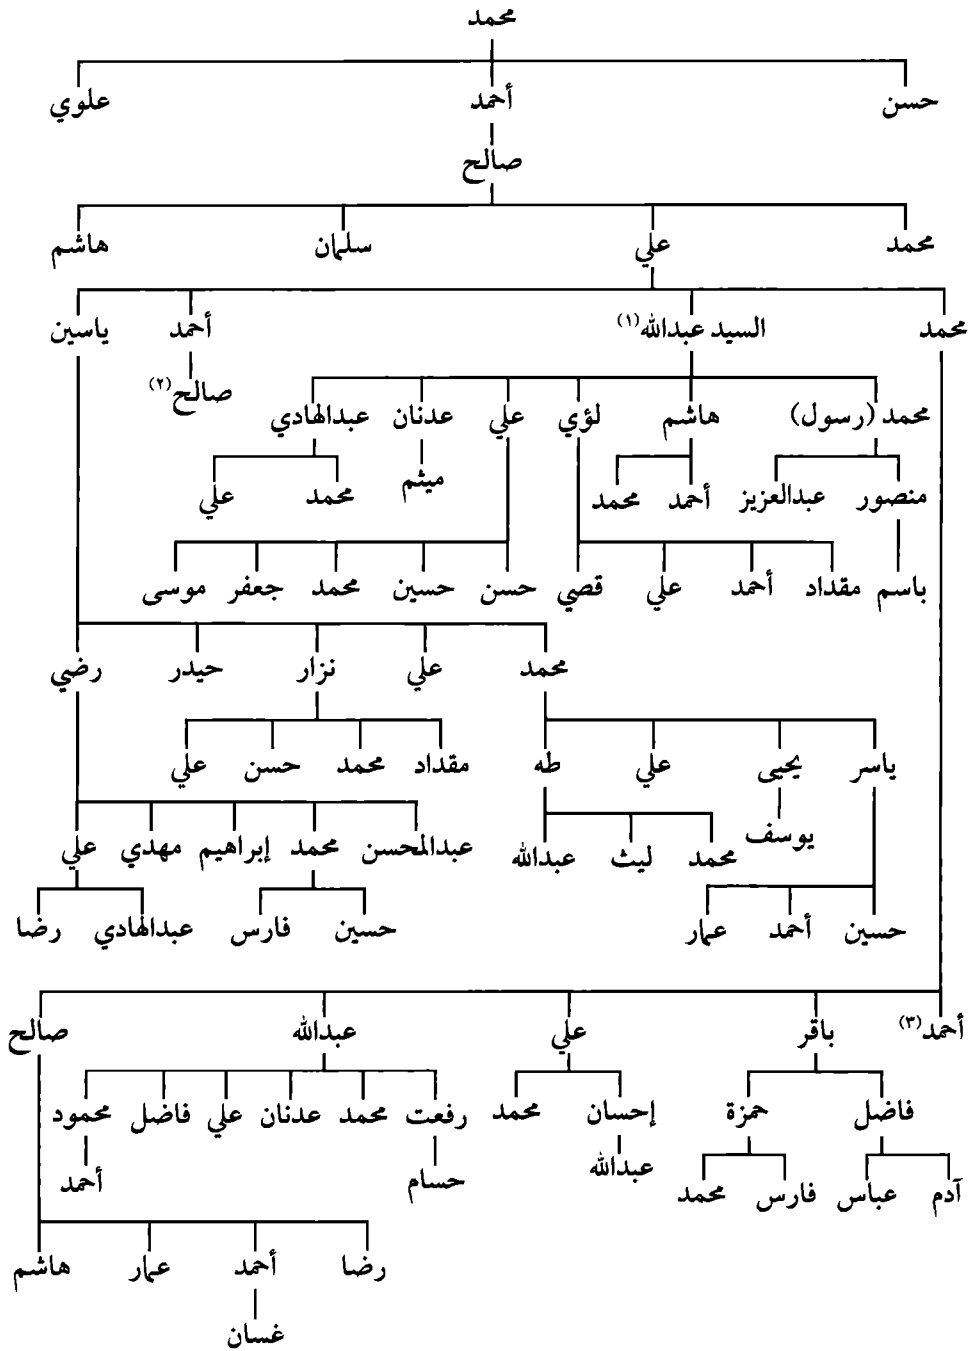 محمد
حسن أحمد علوي
صالح
محمد علي سلمان هاشم
محمد السيد عبدالله(١) أحمد ياسين
صالح(٢)
محمد (رسول) هاشم لؤي علي عدنان عبدالهادي
منصور عبدالعزيز أحمد محمد ميثم محمد علي
باسم مقداد أحمد علي قصي حسن حسين محمد جعفر موسى
محمد علي نزار حيدر رضي
ياسر يحيى علي طه مقداد محمد حسن علي
يوسف محمد ليث عبدالله عبدالمحسن محمد إبراهيم مهدي علي
حسين أحمد عمار حسين فارس عبدالهادي رضا
أحمد(٣) باقر علي عبدالله صالح
فاضل حمزة إحسان محمد رفعت محمد عدنان علي فاضل محمود
آدم عباس فارس محمد عبدالله حسام أحمد
رضا أحمد عمار هاشم
غسان